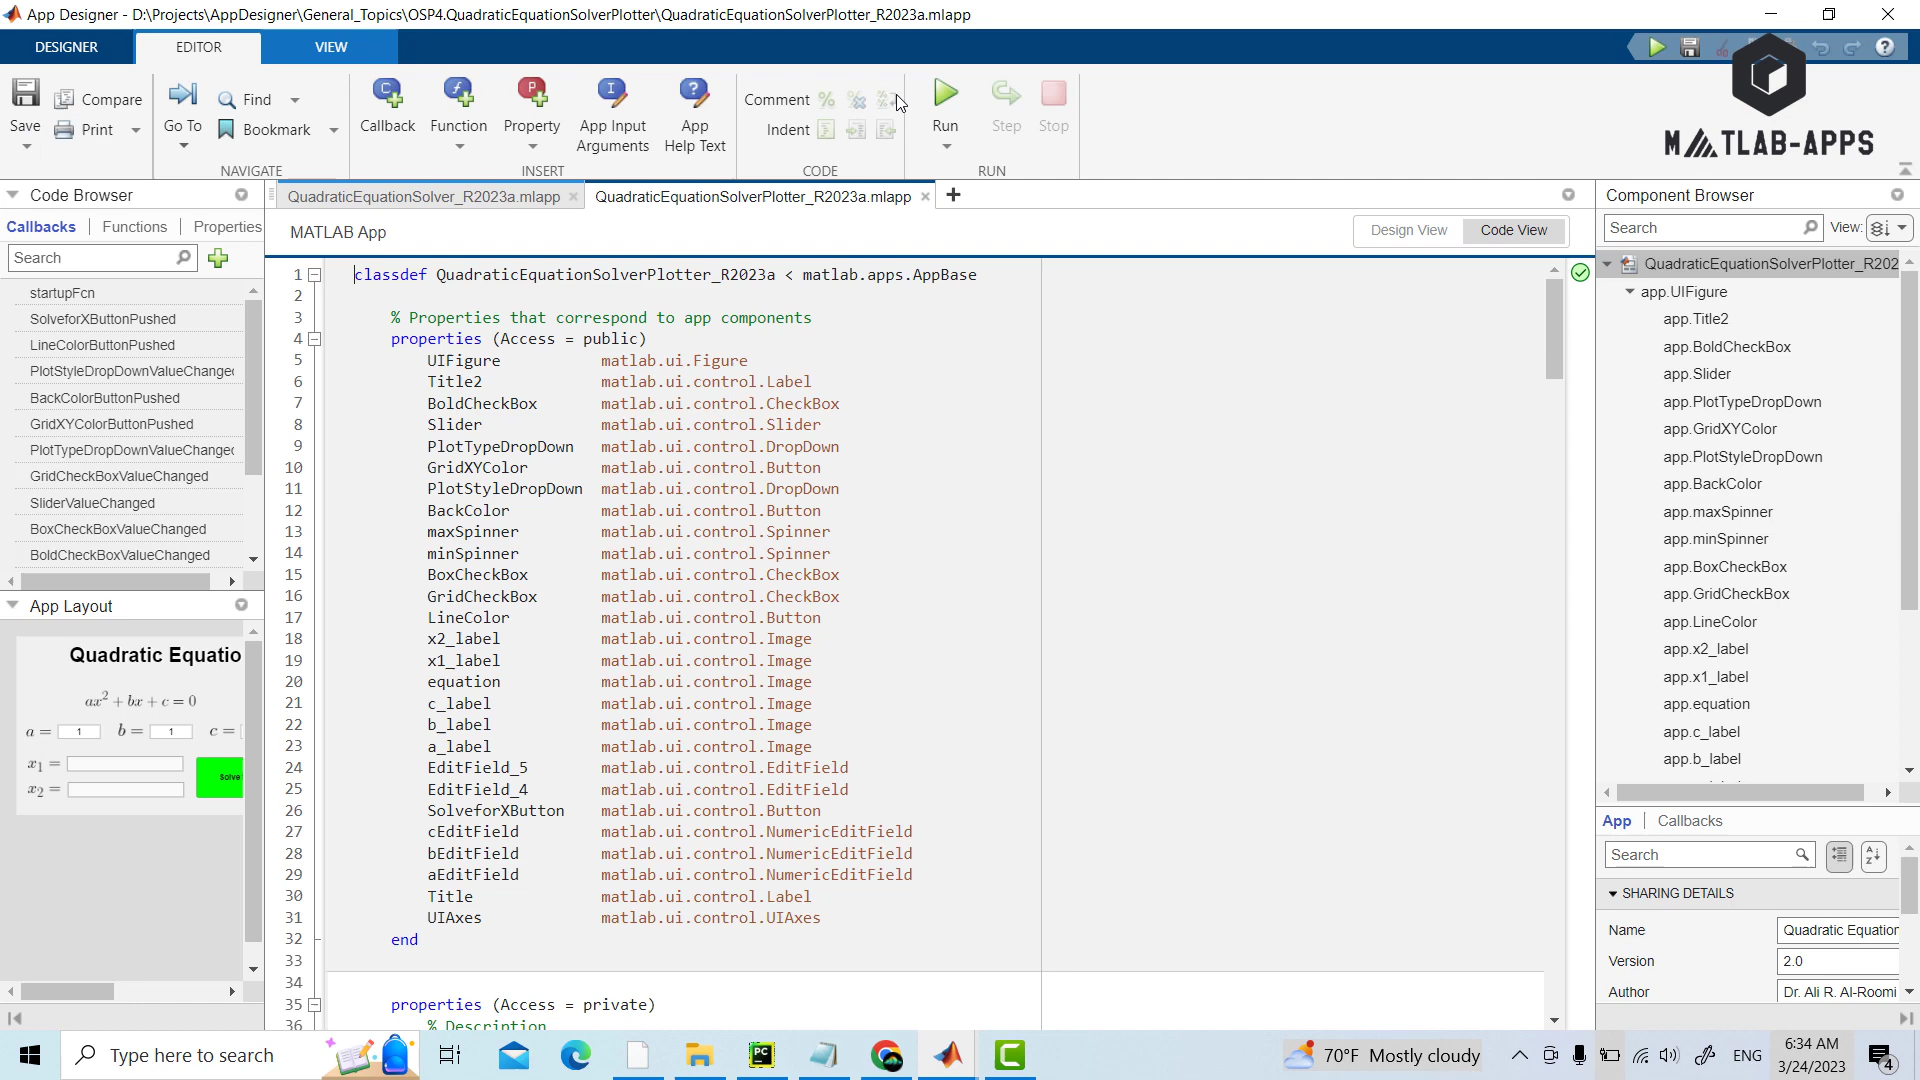 App Designer - D:\Projects\AppDesigner\General_Topics\OSP4.QuadraticEquationSolverPlotter\QuadraticEquationSolverPlotter_R2023a.mlapp
DESIGNER EDITOR VIEW
Save Compare Print Go To Find Bookmark Callback Function Property App Input Arguments App Help Text Comment Indent Run Step Stop
NAVIGATE INSERT CODE RUN
MATLAB-APPS
Code Browser
Callbacks Functions Properties
Search
startupFcn
SolveforXButtonPushed
LineColorButtonPushed
PlotStyleDropDownValueChanged
BackColorButtonPushed
GridXYColorButtonPushed
PlotTypeDropDownValueChanged
GridCheckBoxValueChanged
SliderValueChanged
BoxCheckBoxValueChanged
BoldCheckBoxValueChanged
App Layout
Quadratic Equatio
ax² + bx + c = 0
a = 1 b = 1 c =
x₁ =
Solve
x₂ =
QuadraticEquationSolver_R2023a.mlapp QuadraticEquationSolverPlotter_R2023a.mlapp
MATLAB App Design View Code View
1 classdef QuadraticEquationSolverPlotter_R2023a < matlab.apps.AppBase
2
3 % Properties that correspond to app components
4 properties (Access = public)
5 UIFigure matlab.ui.Figure
6 Title2 matlab.ui.control.Label
7 BoldCheckBox matlab.ui.control.CheckBox
8 Slider matlab.ui.control.Slider
9 PlotTypeDropDown matlab.ui.control.DropDown
10 GridXYColor matlab.ui.control.Button
11 PlotStyleDropDown matlab.ui.control.DropDown
12 BackColor matlab.ui.control.Button
13 maxSpinner matlab.ui.control.Spinner
14 minSpinner matlab.ui.control.Spinner
15 BoxCheckBox matlab.ui.control.CheckBox
16 GridCheckBox matlab.ui.control.CheckBox
17 LineColor matlab.ui.control.Button
18 x2_label matlab.ui.control.Image
19 x1_label matlab.ui.control.Image
20 equation matlab.ui.control.Image
21 c_label matlab.ui.control.Image
22 b_label matlab.ui.control.Image
23 a_label matlab.ui.control.Image
24 EditField_5 matlab.ui.control.EditField
25 EditField_4 matlab.ui.control.EditField
26 SolveforXButton matlab.ui.control.Button
27 cEditField matlab.ui.control.NumericEditField
28 bEditField matlab.ui.control.NumericEditField
29 aEditField matlab.ui.control.NumericEditField
30 Title matlab.ui.control.Label
31 UIAxes matlab.ui.control.UIAxes
32 end
33
34
35 properties (Access = private)
36 % Description
Component Browser
Search View:
QuadraticEquationSolverPlotter_R202
app.UIFigure
app.Title2
app.BoldCheckBox
app.Slider
app.PlotTypeDropDown
app.GridXYColor
app.PlotStyleDropDown
app.BackColor
app.maxSpinner
app.minSpinner
app.BoxCheckBox
app.GridCheckBox
app.LineColor
app.x2_label
app.x1_label
app.equation
app.c_label
app.b_label
App Callbacks
Search
SHARING DETAILS
Name Quadratic Equation
Version 2.0
Author Dr. Ali R. Al-Roomi
Type here to search 70°F Mostly cloudy ENG 6:34 AM
3/24/2023
4